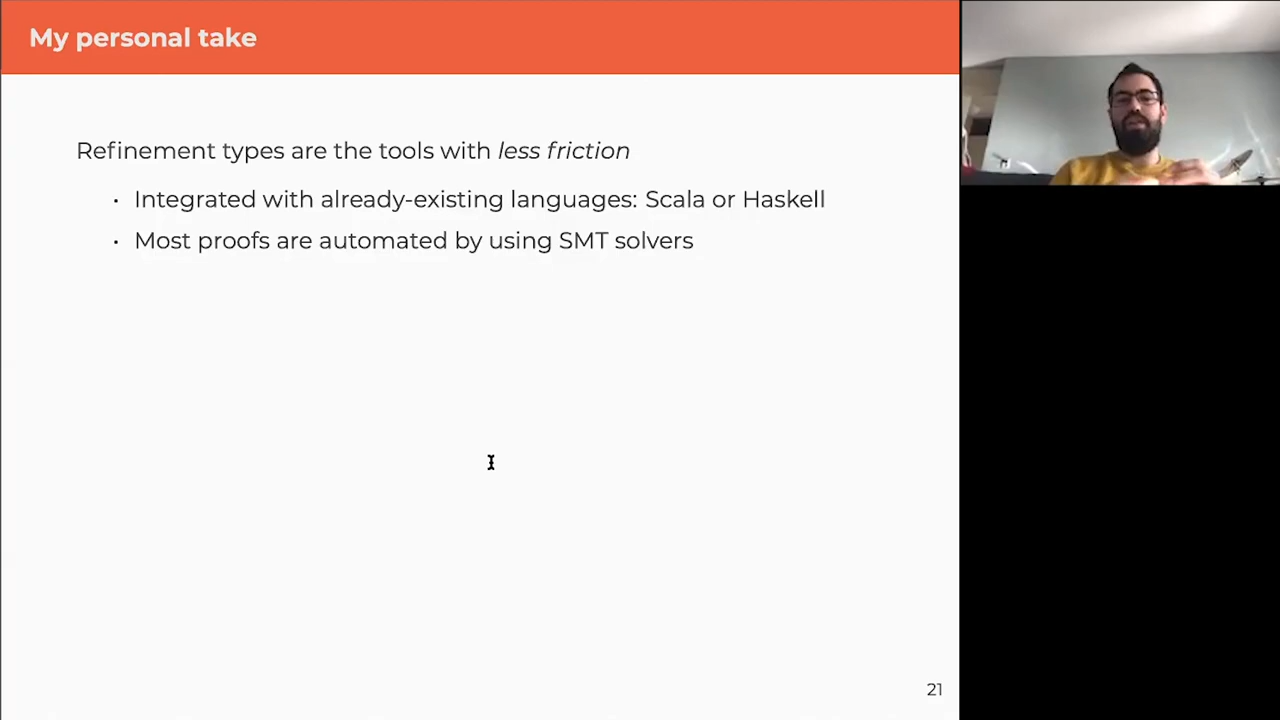 My personal take
Refinement types are the tools with less friction
· Integrated with already-existing languages: Scala or Haskell
· Most proofs are automated by using SMT solvers
21